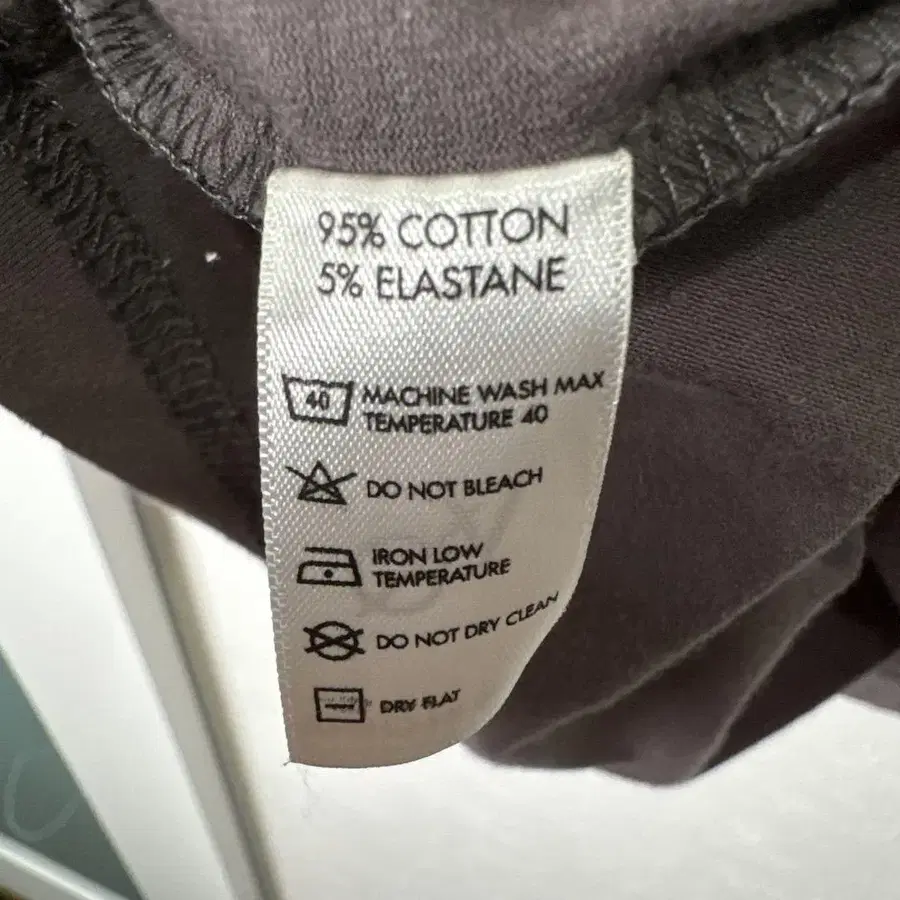 95% COTTON
5% ELASTANE
40 MACHINE WASH MAX
TEMPERATURE 40
DO NOT BLEACH
IRON LOW
TEMPERATURE
DO NOT DRY CLEAN
DRY FLAT